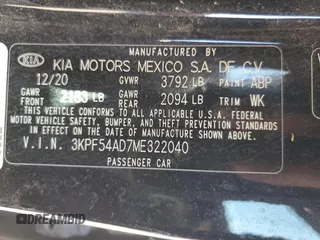 MANUFACTURED BY
KIA KIA MOTORS MEXICO S.A. DE C.V.
12/20 GVWR 3792 LB PAINT ABP
GAWR FRONT 2183 LB GAWR REAR 2094 LB TRIM WK
THIS VEHICLE CONFORMS TO ALL APPLICABLE
FEDERAL MOTOR VEHICLE SAFETY,
BUMPER, AND THEFT PREVENTION STANDARDS IN
EFFECT ON THE DATE OF MANUFACTURE SHOWN ABOVE.
V.I.N. 3KPF54AD7ME322040
PASSENGER CAR
DREAMBID